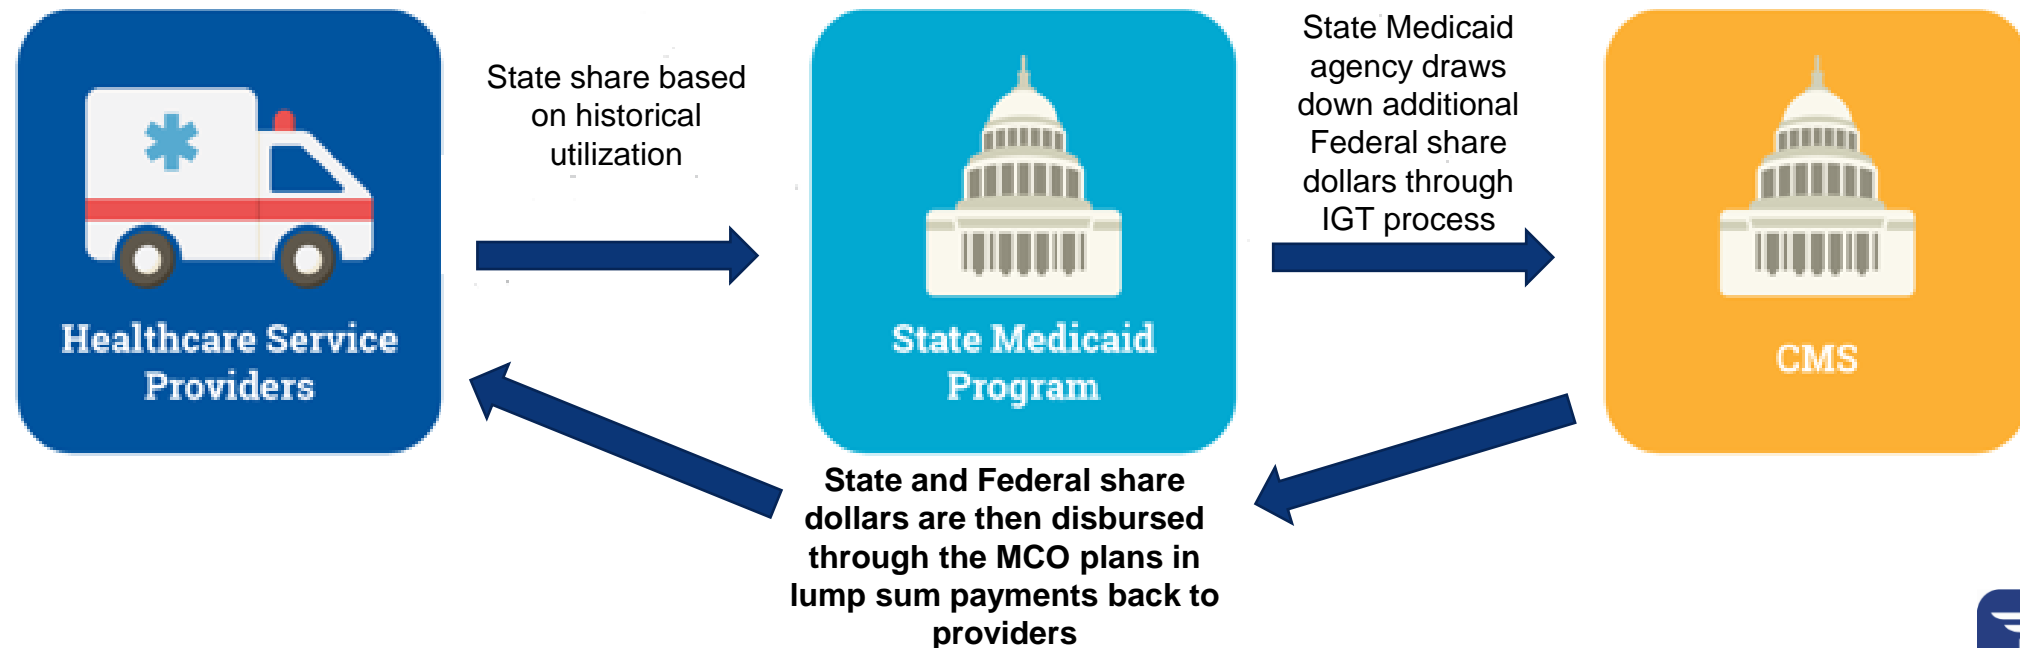 State share based
on historical
utilization
State Medicaid
agency draws
down additional
Federal share
dollars through
IGT process
Healthcare Service
Providers
State Medicaid
Program
CMS
State and Federal share
dollars are then disbursed
through the MCO plans in
lump sum payments back to
providers